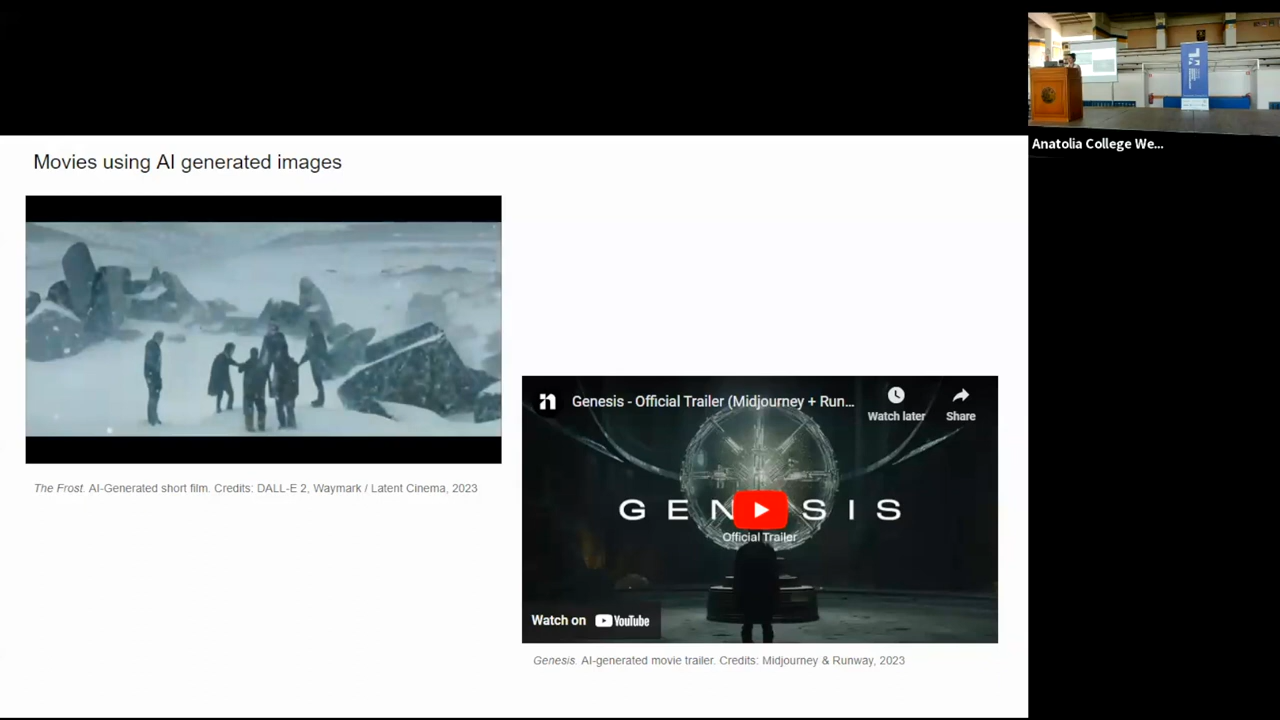 Movies using AI generated images
Anatolia College We...
Genesis - Official Trailer (Midjourney + Run...
Watch later
Share
GENESIS
Official Trailer
Watch on YouTube
The Frost. AI-Generated short film. Credits: DALL-E 2, Waymark / Latent Cinema, 2023
Genesis. AI-generated movie trailer. Credits: Midjourney & Runway, 2023